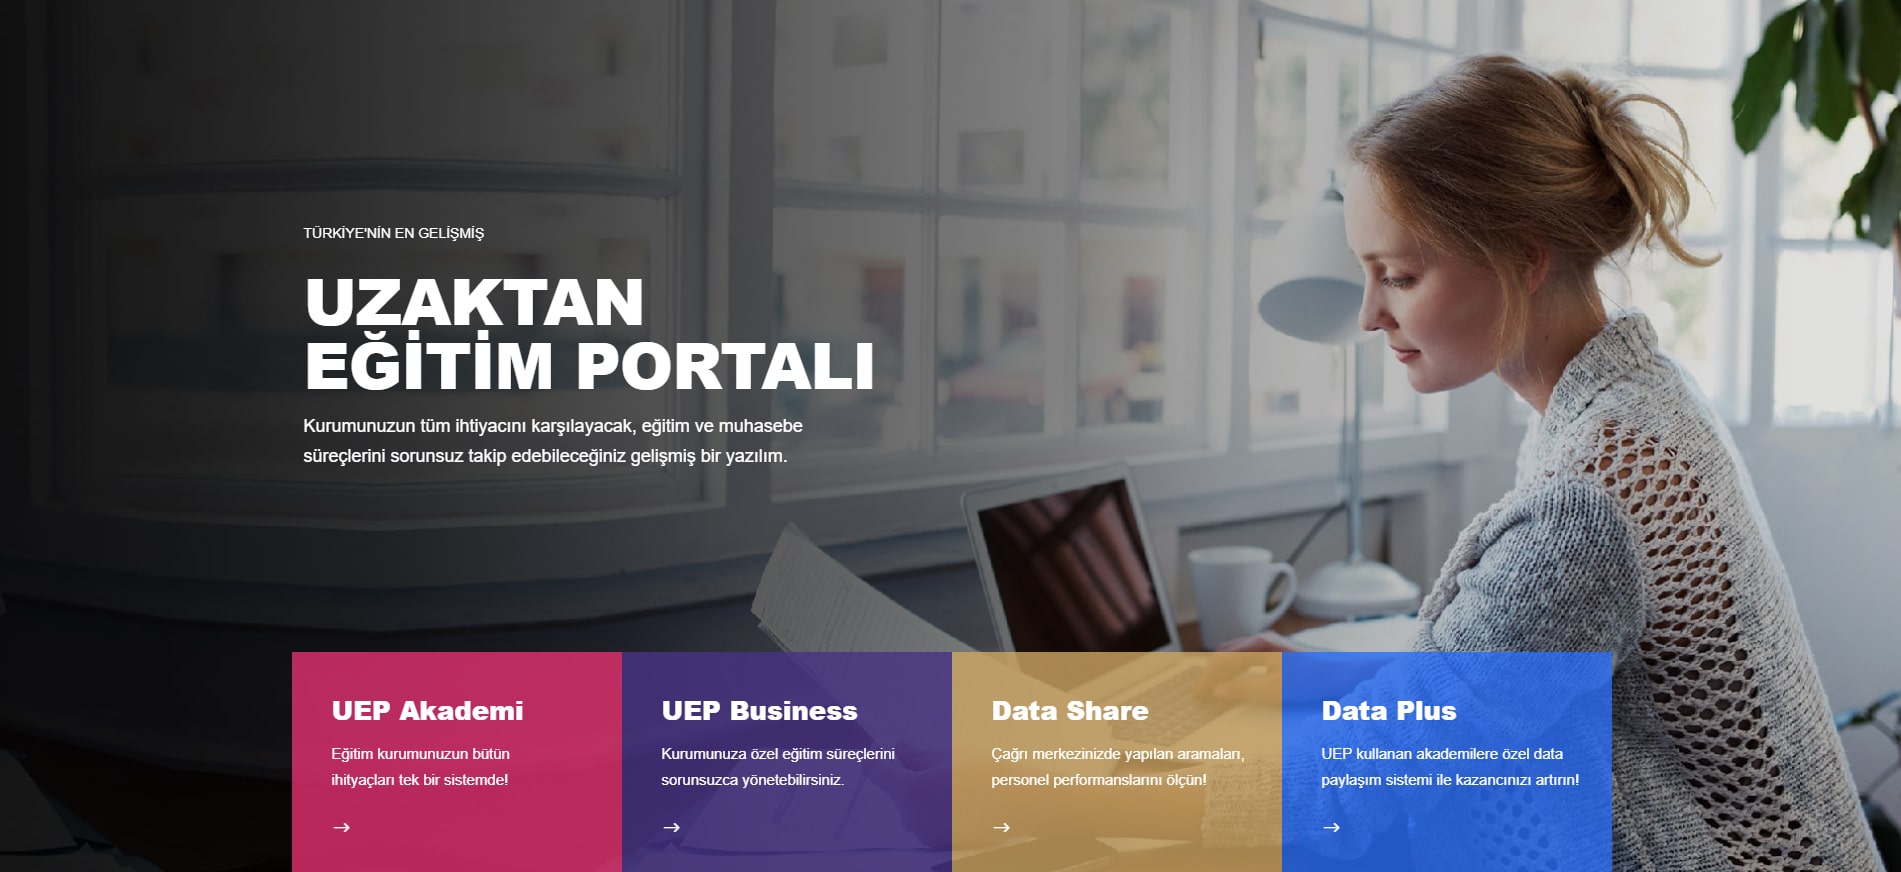 TÜRKİYE'NİN EN GELİŞMİŞ
UZAKTAN
EĞİTİM PORTALI
Kurumunuzun tüm ihtiyacını karşılayacak, eğitim ve muhasebe
süreçlerini sorunsuz takip edebileceğiniz gelişmiş bir yazılım.
UEP Akademi
Eğitim kurumunuzun bütün
ihityaçları tek bir sistemde!
→
UEP Business
Kurumunuza özel eğitim süreçlerini
sorunsuzca yönetebilirsiniz.
→
Data Share
Çağrı merkezinizde yapılan aramaları,
personel performanslarını ölçün!
→
Data Plus
UEP kullanan akademilere özel data
paylaşım sistemi ile kazancınızı artırın!
→